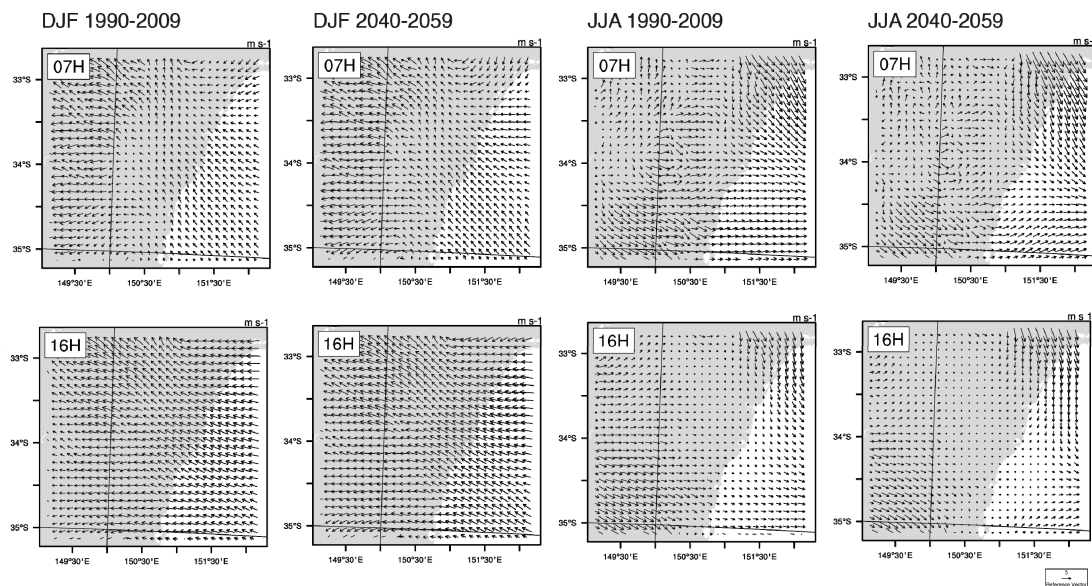 DJF 1990-2009 DJF 2040-2059 JJA 1990-2009 JJA 2040-2059
m s-1 m s-1 m s-1 m s-1
07H 07H 07H 07H
33°S 33°S 33°S 33°S
34°S 34°S 34°S 34°S
35°S 35°S 35°S 35°S
149°30'E 150°30'E 151°30'E 149°30'E 150°30'E 151°30'E 149°30'E 150°30'E 151°30'E 149°30'E 150°30'E 151°30'E
m s-1 m s-1 m s-1 m s-1
16H 16H 16H 16H
33°S 33°S 33°S 33°S
34°S 34°S 34°S 34°S
35°S 35°S 35°S 35°S
149°30'E 150°30'E 151°30'E 149°30'E 150°30'E 151°30'E 149°30'E 150°30'E 151°30'E 149°30'E 150°30'E 151°30'E
5
Reference Vector